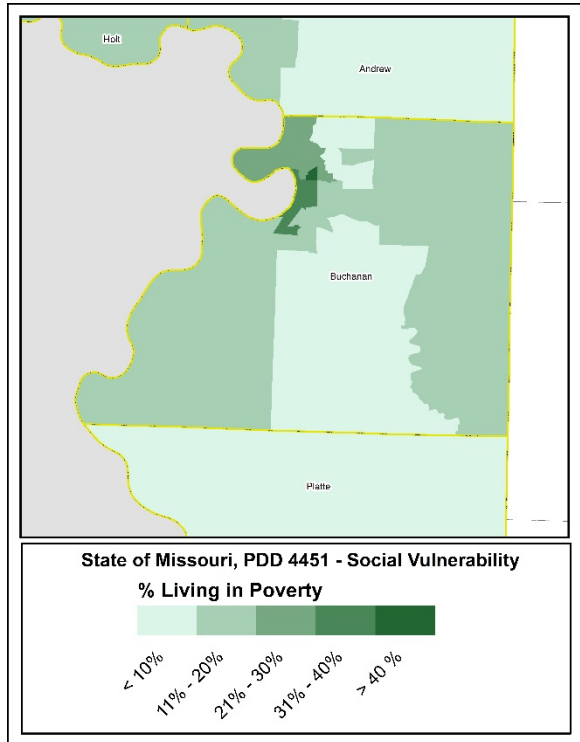 Holt
Andrew
Buchanan
Platte
State of Missouri, PDD 4451 - Social Vulnerability
% Living in Poverty
< 10%
11% - 20%
21% - 30%
31% - 40%
> 40 %